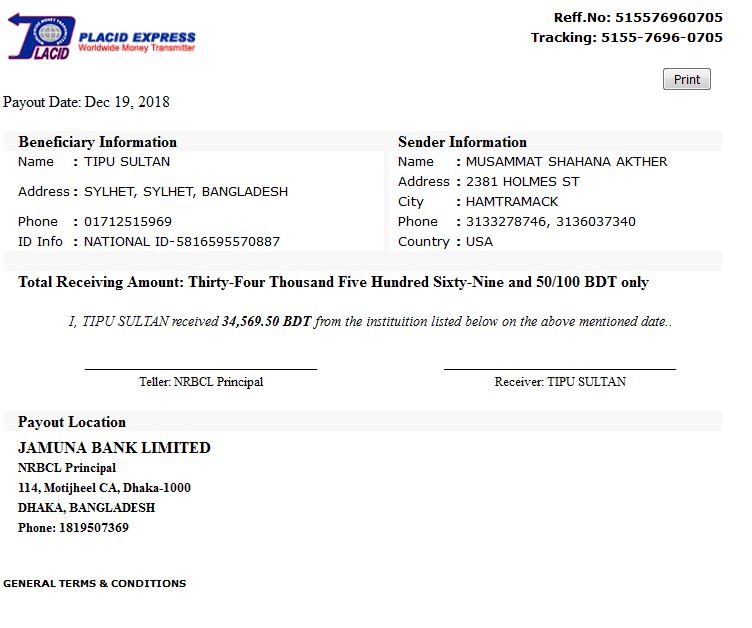 PLACID EXPRESS
Worldwide Money Transmitter
LACID
Reff.No: 515576960705
Tracking: 5155-7696-0705
Print
Payout Date: Dec 19, 2018
Beneficiary Information
Name : TIPU SULTAN
Address : SYLHET, SYLHET, BANGLADESH
Phone : 01712515969
ID Info : NATIONAL ID-5816595570887
Sender Information
Name : MUSAMMAT SHAHANA AKTHER
Address : 2381 HOLMES ST
City : HAMTRAMACK
Phone : 3133278746, 3136037340
Country : USA
Total Receiving Amount: Thirty-Four Thousand Five Hundred Sixty-Nine and 50/100 BDT only
I, TIPU SULTAN received 34,569.50 BDT from the instituition listed below on the above mentioned date..
Teller: NRBCL Principal
Receiver: TIPU SULTAN
Payout Location
JAMUNA BANK LIMITED
NRBCL Principal
114, Motijheel CA, Dhaka-1000
DHAKA, BANGLADESH
Phone: 1819507369
GENERAL TERMS & CONDITIONS